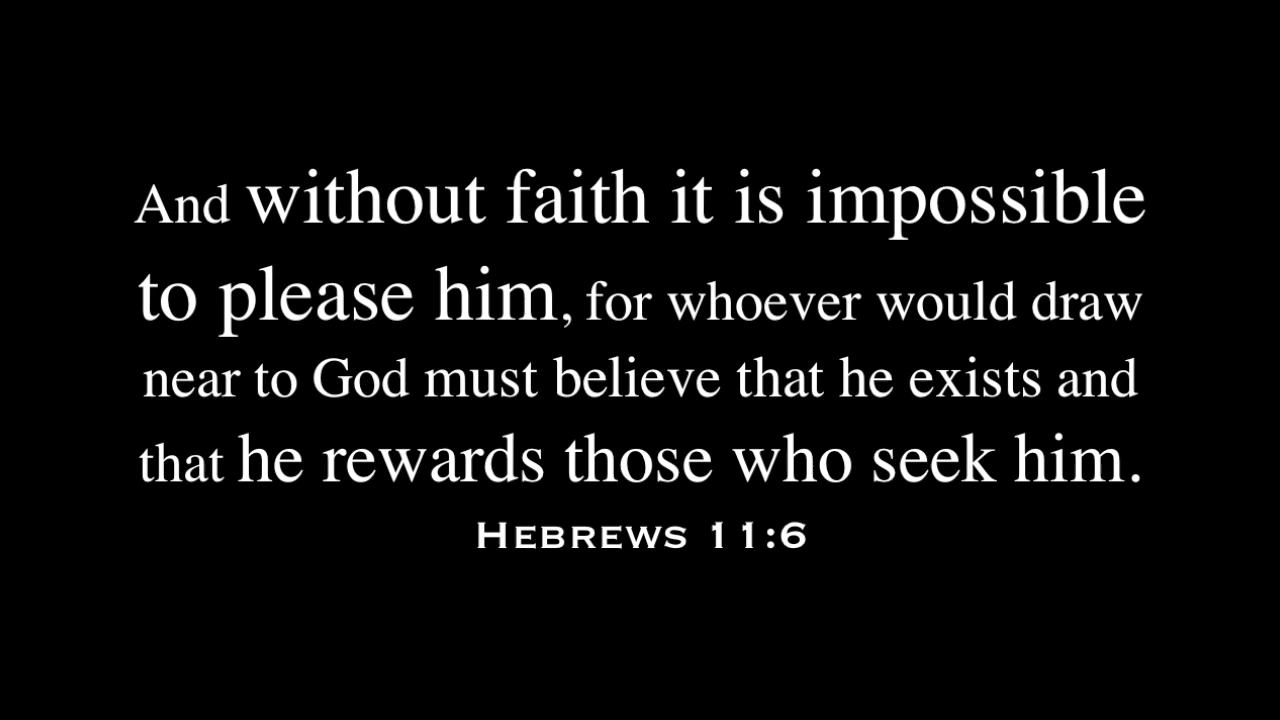 And without faith it is impossible
to please him, for whoever would draw
near to God must believe that he exists and
that he rewards those who seek him.
Hebrews 11:6